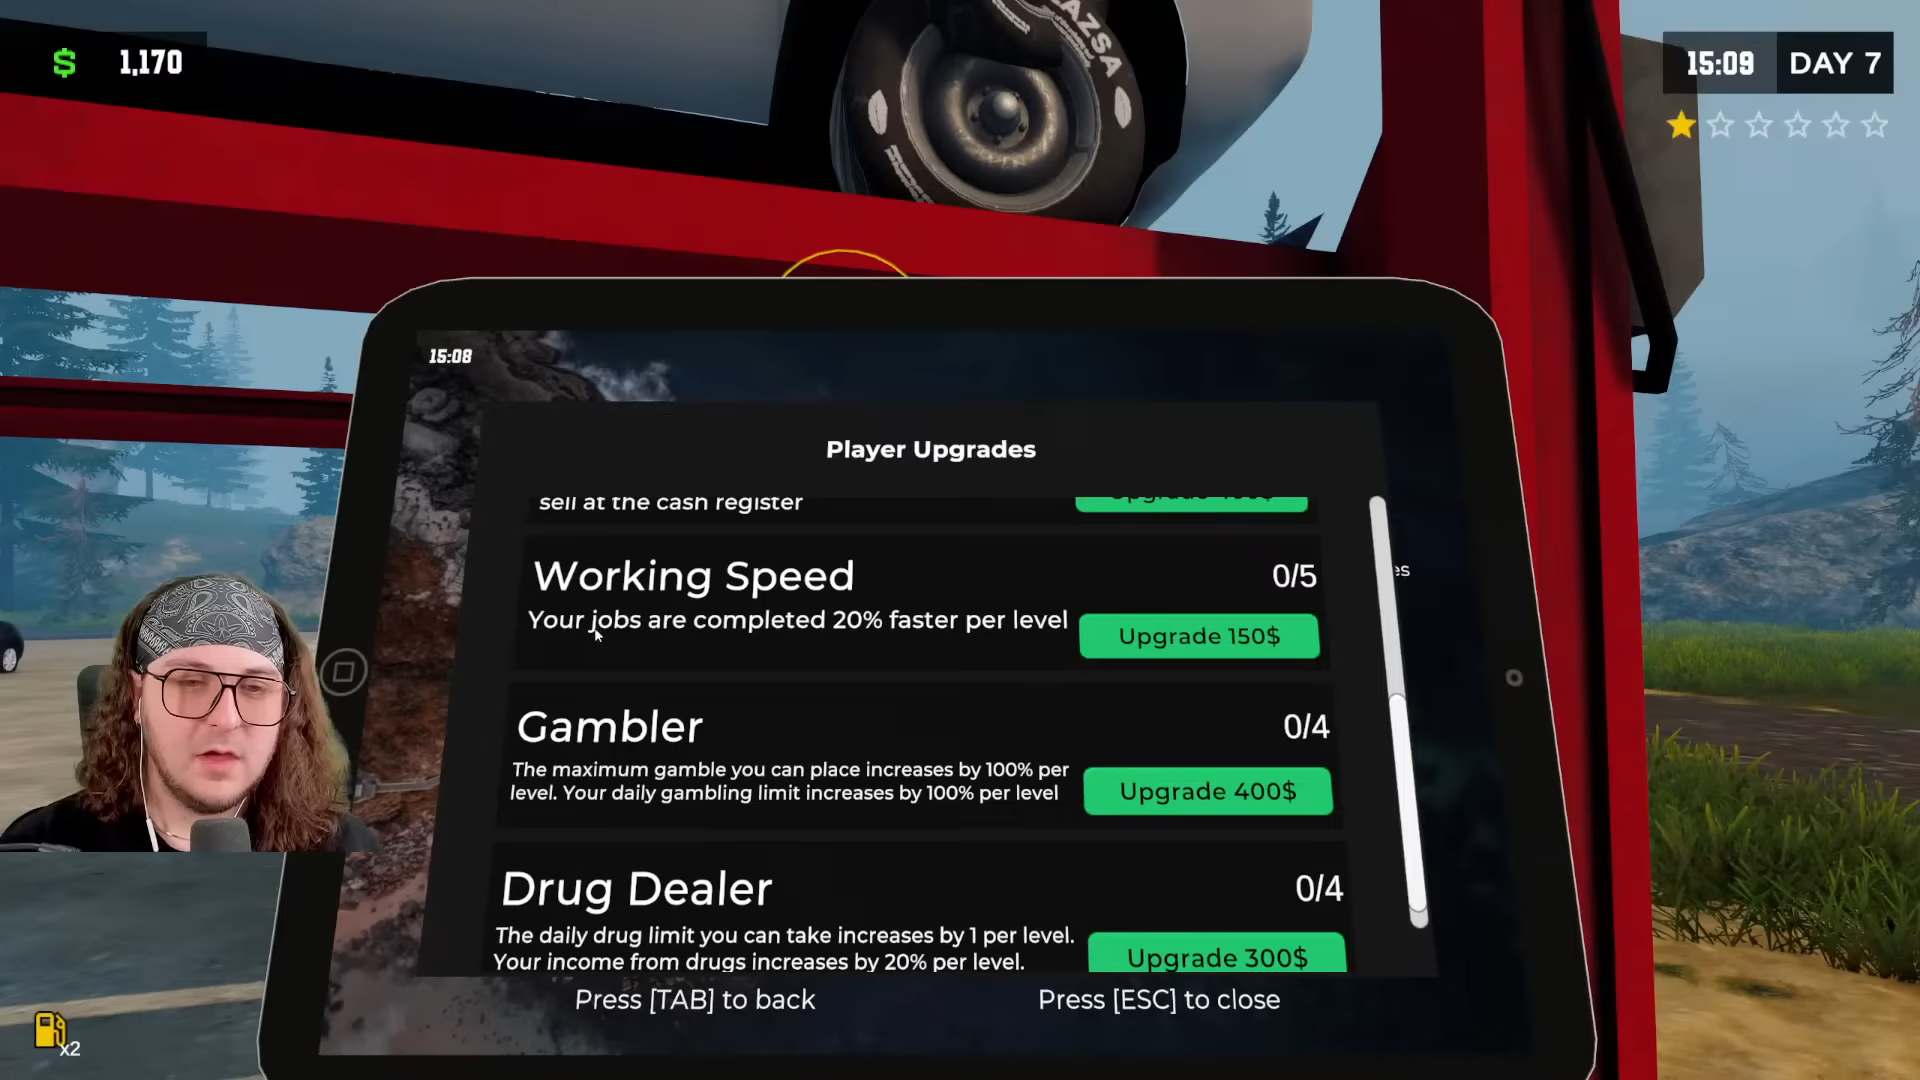 $ 1,170
15:09 DAY 7
AZSA
15:08
Player Upgrades
sell at the cash register
Working Speed 0/5
Your jobs are completed 20% faster per level
Upgrade 150$
es
Gambler 0/4
The maximum gamble you can place increases by 100% per
level. Your daily gambling limit increases by 100% per level
Upgrade 400$
Drug Dealer 0/4
The daily drug limit you can take increases by 1 per level.
Your income from drugs increases by 20% per level.
Upgrade 300$
Press [TAB] to back Press [ESC] to close
x2